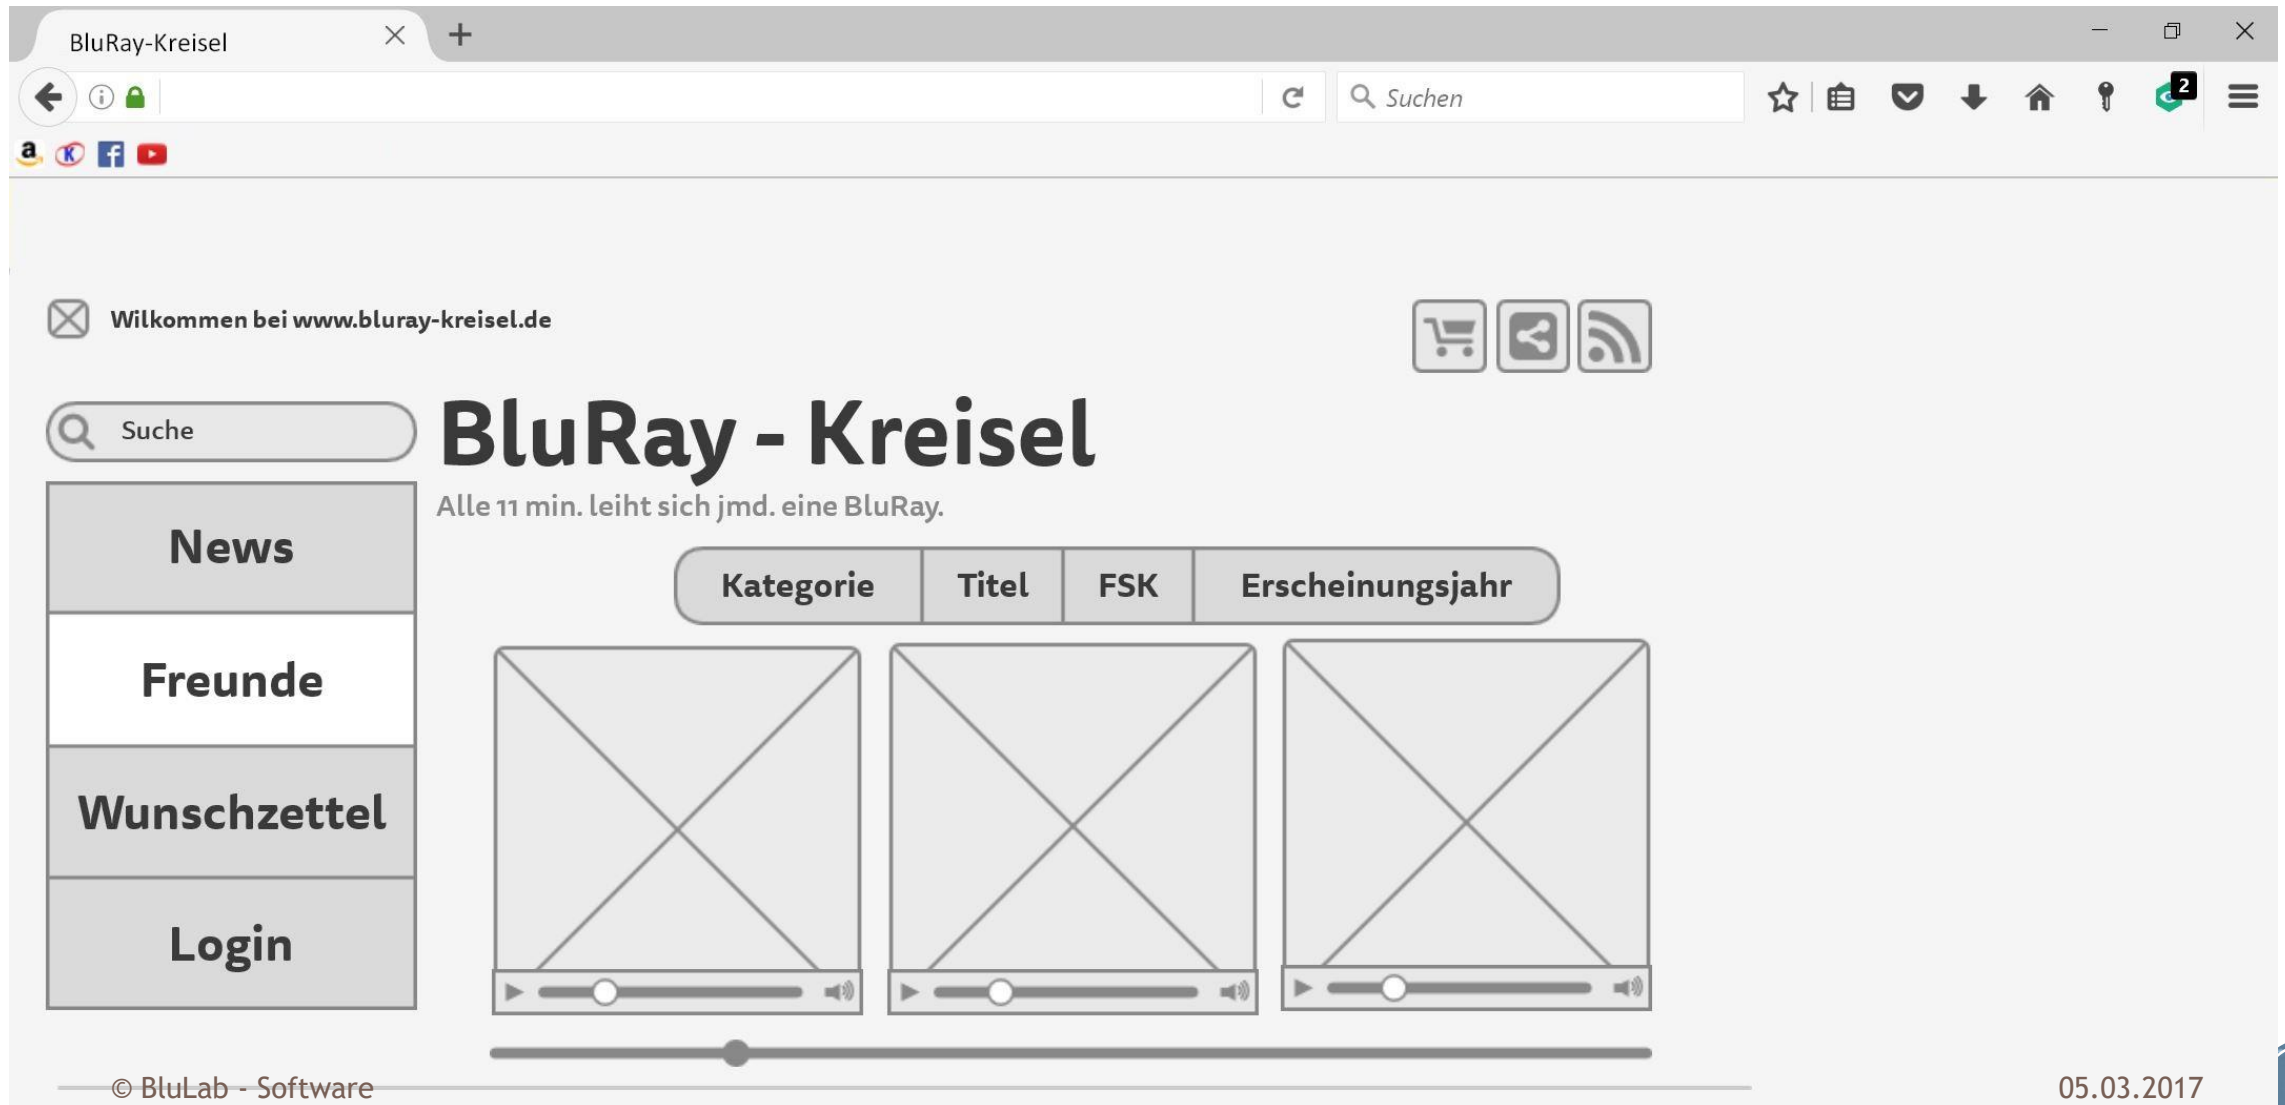 BluRay-Kreisel
Suchen
2
Wilkommen bei www.bluray-kreisel.de
Suche
BluRay - Kreisel
Alle 11 min. leiht sich jmd. eine BluRay.
News
Freunde
Wunschzettel
Login
Kategorie Titel FSK Erscheinungsjahr
© BluLab - Software
05.03.2017